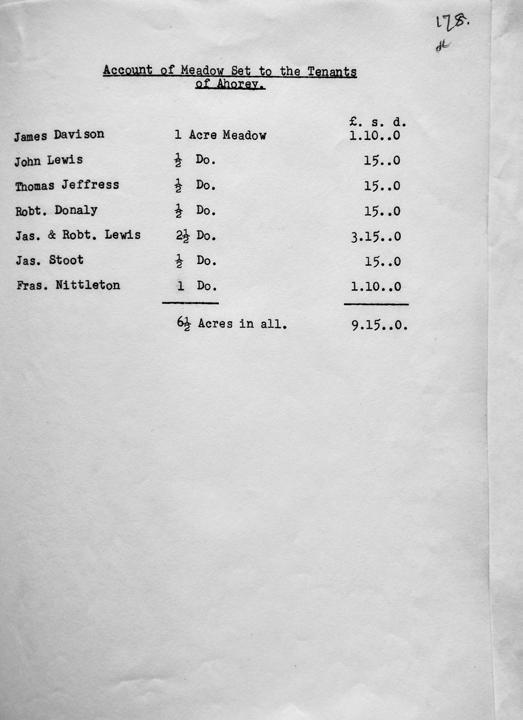 178.
Account of Meadow Set to the Tenants
of Ahorey.
£. s. d.
James Davison 1 Acre Meadow 1.10..0
John Lewis ½ Do. 15..0
Thomas Jeffress ½ Do. 15..0
Robt. Donaly ½ Do. 15..0
Jas. & Robt. Lewis 2½ Do. 3.15..0
Jas. Stoot ½ Do. 15..0
Fras. Nittleton 1 Do. 1.10..0
6½ Acres in all. 9.15..0.